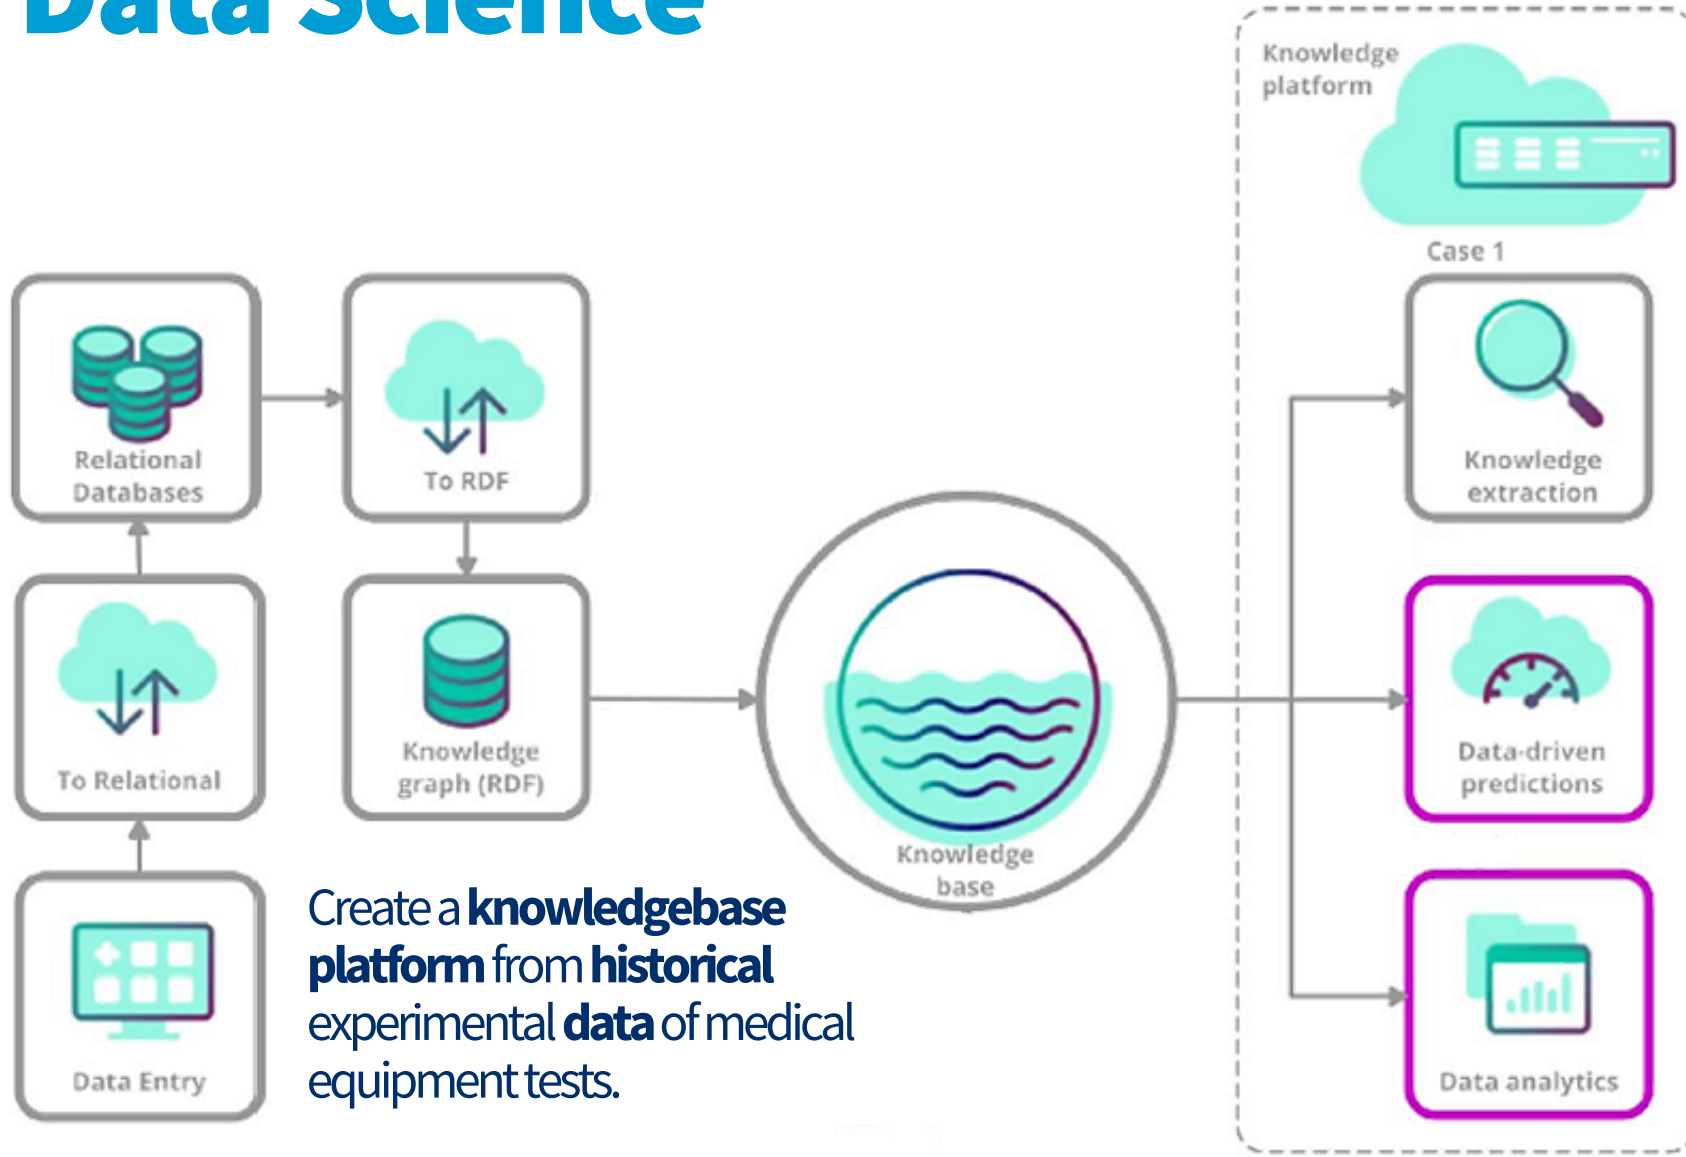 Data Science
Knowledge
platform
Case 1
Relational
Databases
To RDF
Knowledge
extraction
To Relational
Knowledge
graph (RDF)
Knowledge
base
Data-driven
predictions
Data Entry
Create a knowledgebase
platform from historical
experimental data of medical
equipment tests.
Data analytics